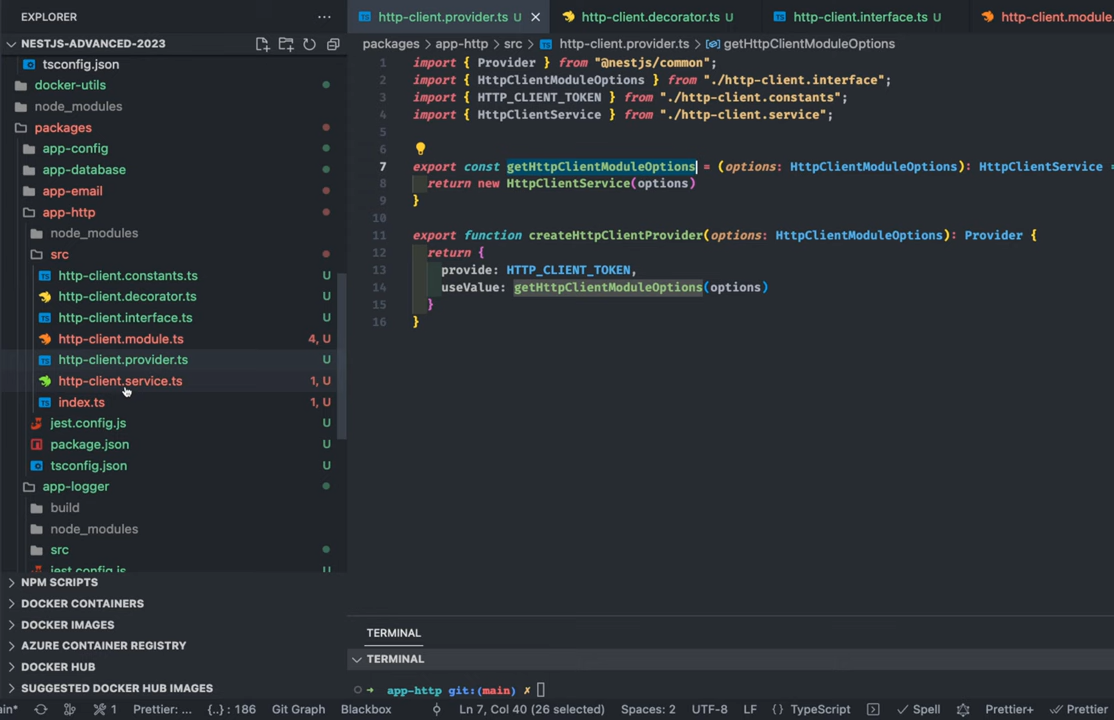 EXPLORER
NESTJS-ADVANCED-2023
tsconfig.json
docker-utils
node_modules
packages
app-config
app-database
app-email
app-http
node_modules
src
http-client.constants.ts U
http-client.decorator.ts U
http-client.interface.ts U
http-client.module.ts 4, U
http-client.provider.ts U
http-client.service.ts 1, U
index.ts 1, U
jest.config.js U
package.json U
tsconfig.json U
app-logger
build
node_modules
src
jest.config.js U
NPM SCRIPTS
DOCKER CONTAINERS
DOCKER IMAGES
AZURE CONTAINER REGISTRY
DOCKER HUB
SUGGESTED DOCKER HUB IMAGES
http-client.provider.ts U
http-client.decorator.ts U
http-client.interface.ts U
http-client.module
packages > app-http > src > TS http-client.provider.ts > getHttpClientModuleOptions
1 import { Provider } from "@nestjs/common";
2 import { HttpClientModuleOptions } from "./http-client.interface";
3 import { HTTP_CLIENT_TOKEN } from "./http-client.constants";
4 import { HttpClientService } from "./http-client.service";
5
6
7 export const getHttpClientModuleOptions = (options: HttpClientModuleOptions): HttpClientService =
8 return new HttpClientService(options)
9 }
10
11 export function createHttpClientProvider(options: HttpClientModuleOptions): Provider {
12 return {
13 provide: HTTP_CLIENT_TOKEN,
14 useValue: getHttpClientModuleOptions(options)
15 }
16 }
TERMINAL
TERMINAL
app-http git:(main) ✗
ain* 1 Prettier: ... {..} : 186 Git Graph Blackbox Ln 7, Col 40 (26 selected) Spaces: 2 UTF-8 LF {} TypeScript Spell Prettier+ Prettier